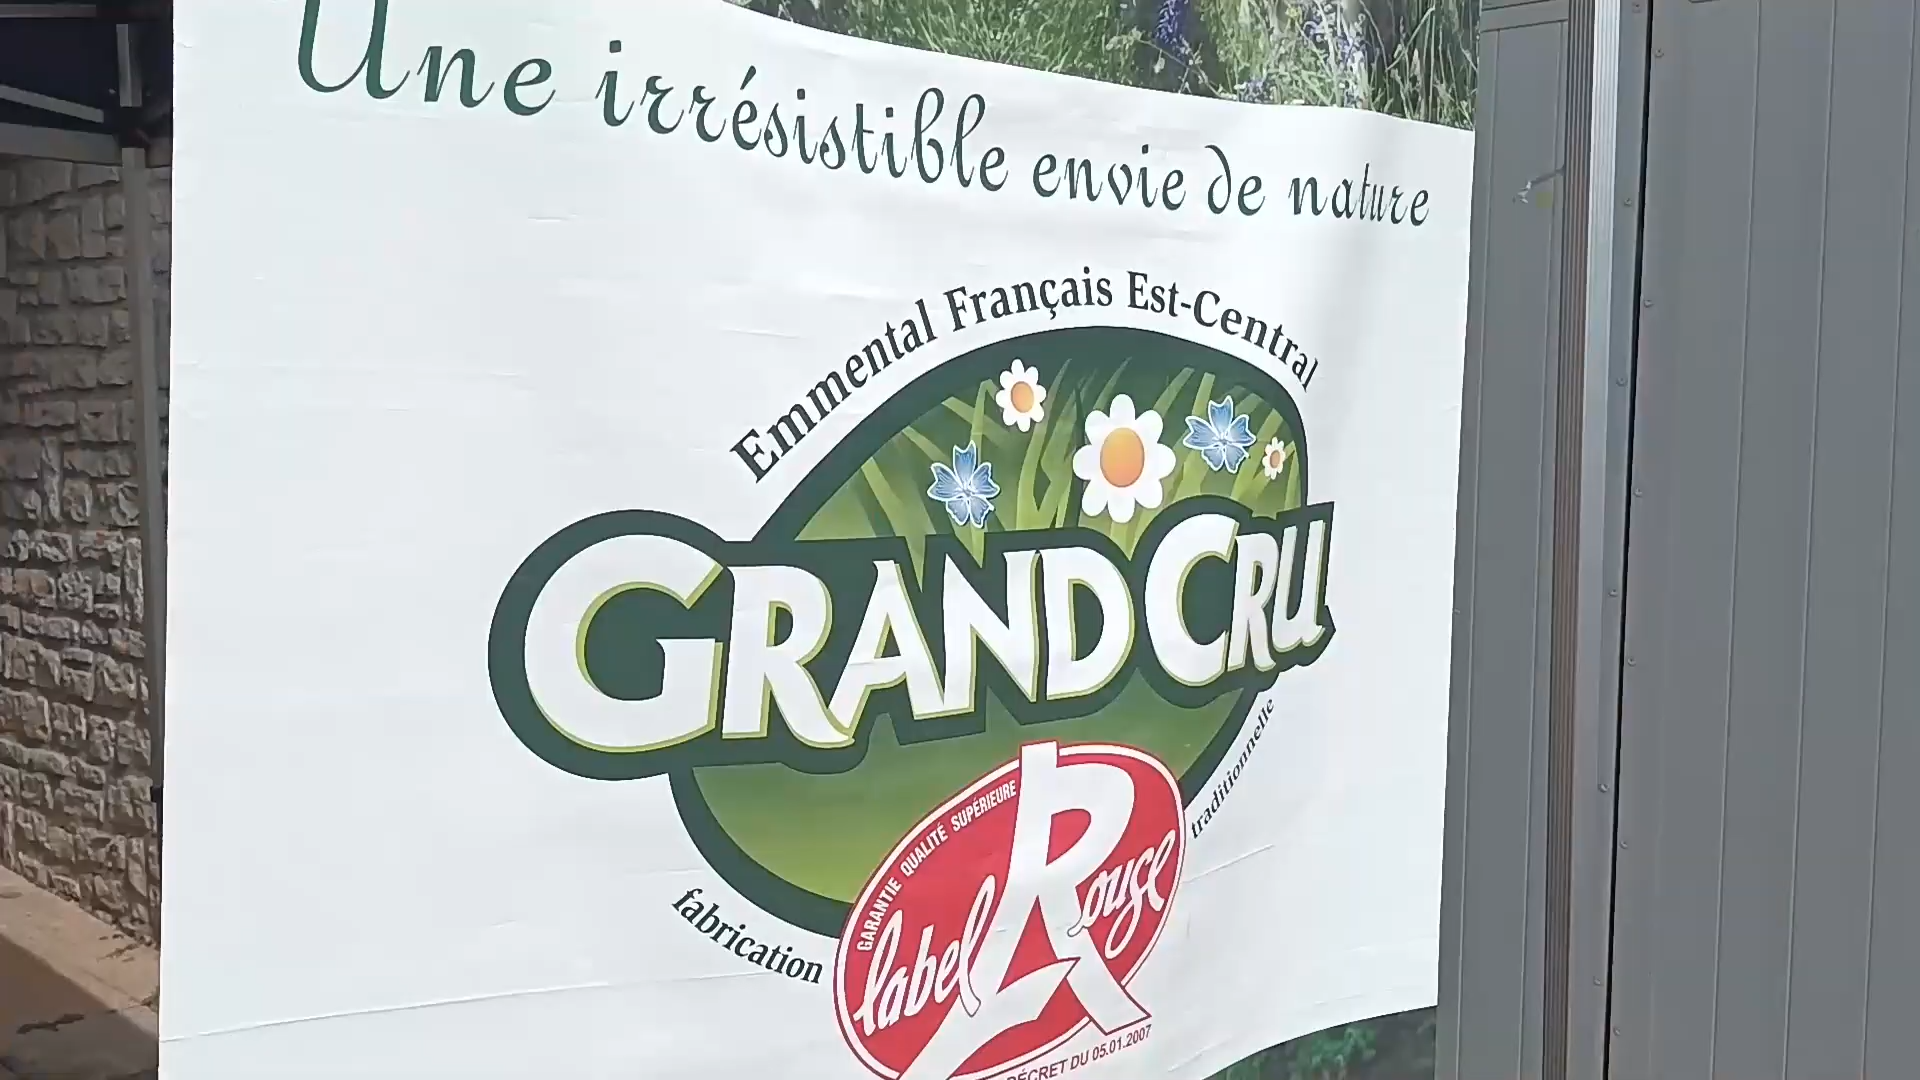 Une irrésistible envie de nature
Emmental Français Est-Central
GRAND CRU
fabrication
traditionnelle
GARANTIE QUALITÉ SUPÉRIEURE
label Rouge
DÉCRET DU 05.01.2007